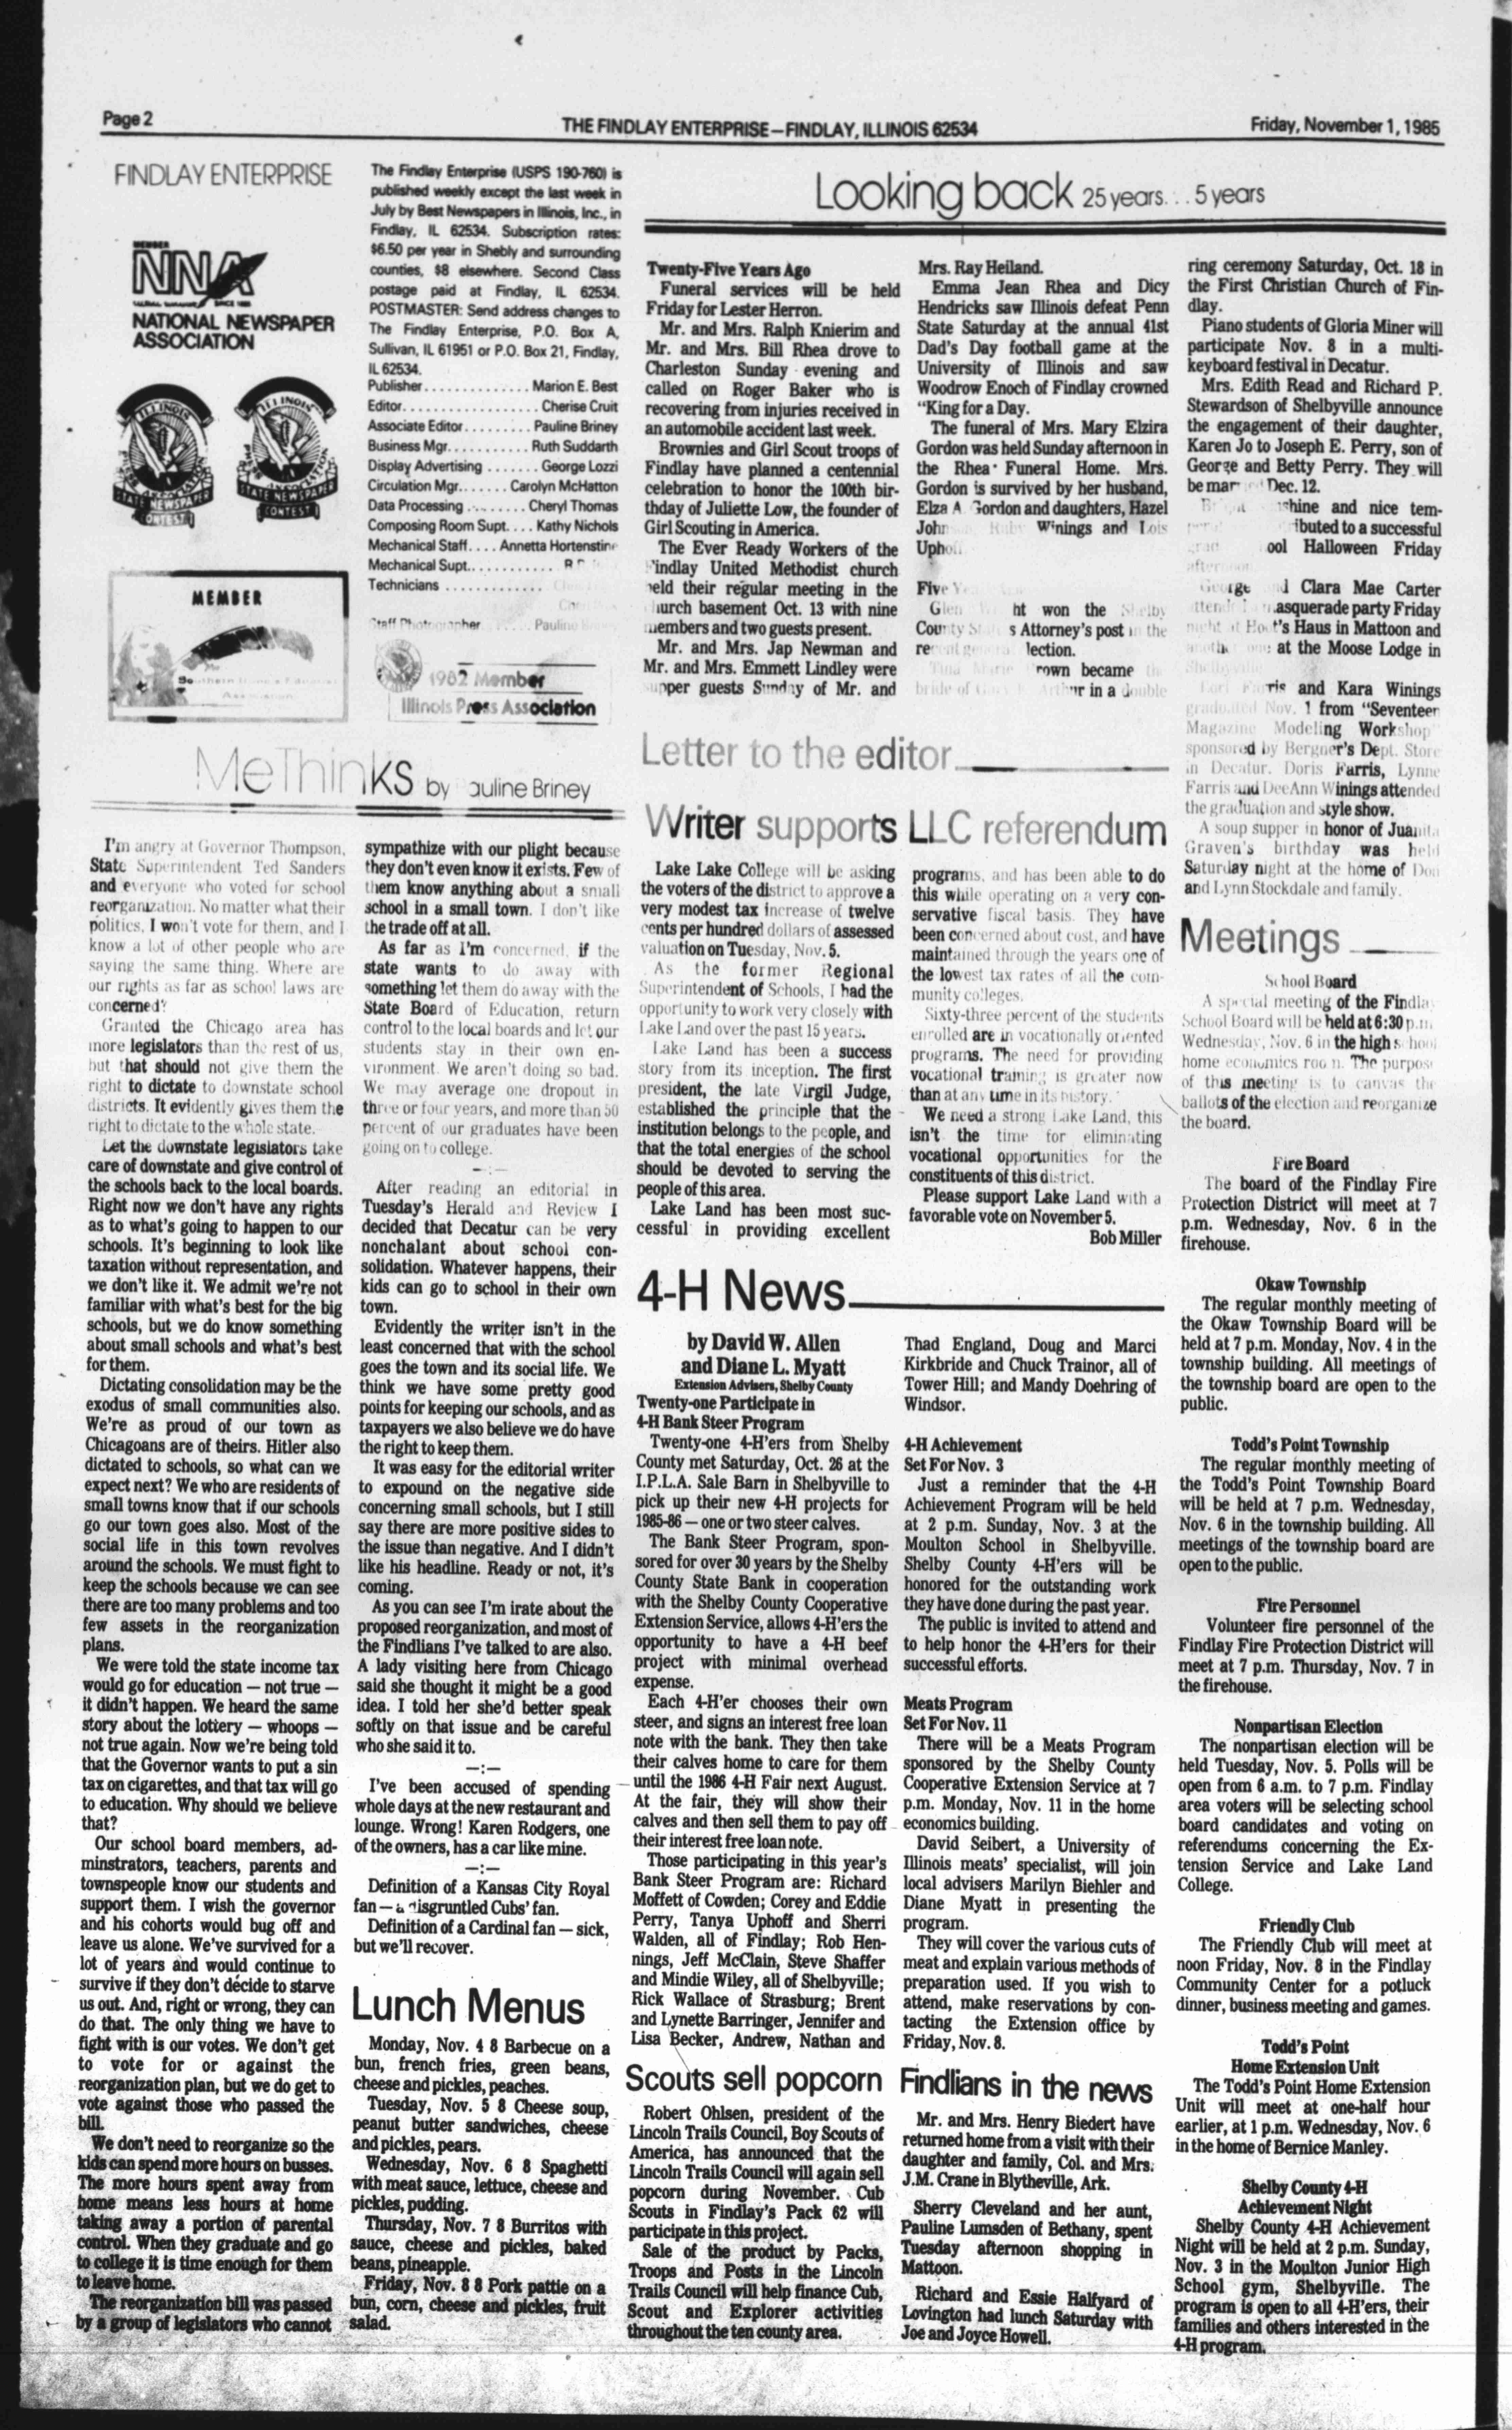 Page 2
THE FINDLAY ENTERPRISE—FINDLAY, ILLINOIS 62534
Friday, November 1, 1985
FINDLAY ENTERPRISE
MEMBER
NNA
NATIONAL NEWSPAPER
ASSOCIATION
ILLINOIS
PRESS ASSOCIATION
STATE NEWSPAPER
CONTEST
ILLINOIS
PRESS ASSOCIATION
STATE NEWSPAPER
CONTEST
MEMBER
The Findlay Enterprise (USPS 190-760) is
published weekly except the last week in
July by Best Newspapers in Illinois, Inc., in
Findlay, IL 62534. Subscription rates:
$6.50 per year in Shebly and surrounding
counties, $8 elsewhere. Second Class
postage paid at Findlay, IL 62534.
POSTMASTER: Send address changes to
The Findlay Enterprise, P.O. Box A,
Sullivan, IL 61951 or P.O. Box 21, Findlay,
IL 62534.
Publisher. . . . . . . . . . . . . Marion E. Best
Editor. . . . . . . . . . . . . . . . . Cherise Cruit
Associate Editor. . . . . . . . . Pauline Briney
Business Mgr. . . . . . . . . . . Ruth Suddarth
Display Advertising . . . . . . . George Lozzi
Circulation Mgr. . . . . . . Carolyn McHatton
Data Processing . . . . . . . . Cheryl Thomas
Composing Room Supt. . . . Kathy Nichols
Mechanical Staff. . . . Annetta Hortenstine
Mechanical Supt. . . . . . . . . . . .
Technicians . . . . . . . . . . . . .
Staff Photographer . . . . . Pauline
1982 Member
Illinois Press Association
Looking back 25 years. . . 5 years
Twenty-Five Years Ago
Funeral services will be held
Friday for Lester Herron.
Mr. and Mrs. Ralph Knierim and
Mr. and Mrs. Bill Rhea drove to
Charleston Sunday evening and
called on Roger Baker who is
recovering from injuries received in
an automobile accident last week.
Brownies and Girl Scout troops of
Findlay have planned a centennial
celebration to honor the 100th bir-
thday of Juliette Low, the founder of
Girl Scouting in America.
The Ever Ready Workers of the
Findlay United Methodist church
held their regular meeting in the
church basement Oct. 13 with nine
members and two guests present.
Mr. and Mrs. Jap Newman and
Mr. and Mrs. Emmett Lindley were
supper guests Sunday of Mr. and
Mrs. Ray Heiland.
Emma Jean Rhea and Dicy
Hendricks saw Illinois defeat Penn
State Saturday at the annual 41st
Dad's Day football game at the
University of Illinois and saw
Woodrow Enoch of Findlay crowned
"King for a Day.
The funeral of Mrs. Mary Elzira
Gordon was held Sunday afternoon in
the Rhea Funeral Home. Mrs.
Gordon is survived by her husband,
Elza A Gordon and daughters, Hazel
Ruby Winings and Lois
Uphoff.
Five Years Ago
Glen won the Shelby
County States Attorney's post in the
recent general election.
Tina Marie Brown became the
bride of Gary Arthur in a double
ring ceremony Saturday, Oct. 18 in
the First Christian Church of Fin-
dlay.
Piano students of Gloria Miner will
participate Nov. 8 in a multi-
keyboard festival in Decatur.
Mrs. Edith Read and Richard P.
Stewardson of Shelbyville announce
the engagement of their daughter,
Karen Jo to Joseph E. Perry, son of
George and Betty Perry. They will
be married Dec. 12.
Bright sunshine and nice tem-
contributed to a successful
school Halloween Friday
afternoon.
George and Clara Mae Carter
attended a masquerade party Friday
night at Hoot's Haus in Mattoon and
another one at the Moose Lodge in
Shelbyville.
Lori Farris and Kara Winings
graduated Nov. 1 from "Seventeen
Magazine Modeling Workshop"
sponsored by Bergner's Dept. Store
in Decatur. Doris Farris, Lynne
Farris and DeeAnn Winings attended
the graduation and style show.
A soup supper in honor of Juanita
Graven's birthday was held
Saturday night at the home of Don
and Lynn Stockdale and family.
MeThinks by Pauline Briney
I'm angry at Governor Thompson,
State Superintendent Ted Sanders
and everyone who voted for school
reorganization. No matter what their
politics, I won't vote for them, and I
know a lot of other people who are
saying the same thing. Where are
our rights as far as school laws are
concerned?
Granted the Chicago area has
more legislators than the rest of us,
but that should not give them the
right to dictate to downstate school
districts. It evidently gives them the
right to dictate to the whole state.
Let the downstate legislators take
care of downstate and give control of
the schools back to the local boards.
Right now we don't have any rights
as to what's going to happen to our
schools. It's beginning to look like
taxation without representation, and
we don't like it. We admit we're not
familiar with what's best for the big
schools, but we do know something
about small schools and what's best
for them.
Dictating consolidation may be the
exodus of small communities also.
We're as proud of our town as
Chicagoans are of theirs. Hitler also
dictated to schools, so what can we
expect next? We who are residents of
small towns know that if our schools
go our town goes also. Most of the
social life in this town revolves
around the schools. We must fight to
keep the schools because we can see
there are too many problems and too
few assets in the reorganization
plans.
We were told the state income tax
would go for education — not true —
it didn't happen. We heard the same
story about the lottery — whoops —
not true again. Now we're being told
that the Governor wants to put a sin
tax on cigarettes, and that tax will go
to education. Why should we believe
that?
Our school board members, ad-
minstrators, teachers, parents and
townspeople know our students and
support them. I wish the governor
and his cohorts would bug off and
leave us alone. We've survived for a
lot of years and would continue to
survive if they don't decide to starve
us out. And, right or wrong, they can
do that. The only thing we have to
fight with is our votes. We don't get
to vote for or against the
reorganization plan, but we do get to
vote against those who passed the
bill.
We don't need to reorganize so the
kids can spend more hours on busses.
The more hours spent away from
home means less hours at home
taking away a portion of parental
control. When they graduate and go
to college it is time enough for them
to leave home.
The reorganization bill was passed
by a group of legislators who cannot
sympathize with our plight because
they don't even know it exists. Few of
them know anything about a small
school in a small town. I don't like
the trade off at all.
As far as I'm concerned, if the
state wants to do away with
something let them do away with the
State Board of Education, return
control to the local boards and let our
students stay in their own en-
vironment. We aren't doing so bad.
We may average one dropout in
three or four years, and more than 50
percent of our graduates have been
going on to college.
—:—
After reading an editorial in
Tuesday's Herald and Review I
decided that Decatur can be very
nonchalant about school con-
solidation. Whatever happens, their
kids can go to school in their own
town.
Evidently the writer isn't in the
least concerned that with the school
goes the town and its social life. We
think we have some pretty good
points for keeping our schools, and as
taxpayers we also believe we do have
the right to keep them.
It was easy for the editorial writer
to expound on the negative side
concerning small schools, but I still
say there are more positive sides to
the issue than negative. And I didn't
like his headline. Ready or not, it's
coming.
As you can see I'm irate about the
proposed reorganization, and most of
the Findlians I've talked to are also.
A lady visiting here from Chicago
said she thought it might be a good
idea. I told her she'd better speak
softly on that issue and be careful
who she said it to.
—:—
I've been accused of spending
whole days at the new restaurant and
lounge. Wrong! Karen Rodgers, one
of the owners, has a car like mine.
—:—
Definition of a Kansas City Royal
fan — a disgruntled Cubs' fan.
Definition of a Cardinal fan — sick,
but we'll recover.
Lunch Menus
Monday, Nov. 4 8 Barbecue on a
bun, french fries, green beans,
cheese and pickles, peaches.
Tuesday, Nov. 5 8 Cheese soup,
peanut butter sandwiches, cheese
and pickles, pears.
Wednesday, Nov. 6 8 Spaghetti
with meat sauce, lettuce, cheese and
pickles, pudding.
Thursday, Nov. 7 8 Burritos with
sauce, cheese and pickles, baked
beans, pineapple.
Friday, Nov. 8 8 Pork pattie on a
bun, corn, cheese and pickles, fruit
salad.
Letter to the editor
Writer supports LLC referendum
Lake Lake College will be asking
the voters of the district to approve a
very modest tax increase of twelve
cents per hundred dollars of assessed
valuation on Tuesday, Nov. 5.
As the former Regional
Superintendent of Schools, I had the
opportunity to work very closely with
Lake Land over the past 15 years.
Lake Land has been a success
story from its inception. The first
president, the late Virgil Judge,
established the principle that the
institution belongs to the people, and
that the total energies of the school
should be devoted to serving the
people of this area.
Lake Land has been most suc-
cessful in providing excellent
programs, and has been able to do
this while operating on a very con-
servative fiscal basis. They have
been concerned about cost, and have
maintained through the years one of
the lowest tax rates of all the com-
munity colleges.
Sixty-three percent of the students
enrolled are in vocationally oriented
programs. The need for providing
vocational training is greater now
than at any time in its history.
We need a strong Lake Land, this
isn't the time for eliminating
vocational opportunities for the
constituents of this district.
Please support Lake Land with a
favorable vote on November 5.
Bob Miller
4-H News
by David W. Allen
and Diane L. Myatt
Extension Advisers, Shelby County
Twenty-one Participate in
4-H Bank Steer Program
Twenty-one 4-H'ers from Shelby
County met Saturday, Oct. 26 at the
I.P.L.A. Sale Barn in Shelbyville to
pick up their new 4-H projects for
1985-86 — one or two steer calves.
The Bank Steer Program, spon-
sored for over 30 years by the Shelby
County State Bank in cooperation
with the Shelby County Cooperative
Extension Service, allows 4-H'ers the
opportunity to have a 4-H beef
project with minimal overhead
expense.
Each 4-H'er chooses their own
steer, and signs an interest free loan
note with the bank. They then take
their calves home to care for them
until the 1986 4-H Fair next August.
At the fair, they will show their
calves and then sell them to pay off
their interest free loan note.
Those participating in this year's
Bank Steer Program are: Richard
Moffett of Cowden; Corey and Eddie
Perry, Tanya Uphoff and Sherri
Walden, all of Findlay; Rob Hen-
nings, Jeff McClain, Steve Shaffer
and Mindie Wiley, all of Shelbyville;
Rick Wallace of Strasburg; Brent
and Lynette Barringer, Jennifer and
Lisa Becker, Andrew, Nathan and
Thad England, Doug and Marci
Kirkbride and Chuck Trainor, all of
Tower Hill; and Mandy Doehring of
Windsor.
4-H Achievement
Set For Nov. 3
Just a reminder that the 4-H
Achievement Program will be held
at 2 p.m. Sunday, Nov. 3 at the
Moulton School in Shelbyville.
Shelby County 4-H'ers will be
honored for the outstanding work
they have done during the past year.
The public is invited to attend and
to help honor the 4-H'ers for their
successful efforts.
Meats Program
Set For Nov. 11
There will be a Meats Program
sponsored by the Shelby County
Cooperative Extension Service at 7
p.m. Monday, Nov. 11 in the home
economics building.
David Seibert, a University of
Illinois meats' specialist, will join
local advisers Marilyn Biehler and
Diane Myatt in presenting the
program.
They will cover the various cuts of
meat and explain various methods of
preparation used. If you wish to
attend, make reservations by con-
tacting the Extension office by
Friday, Nov. 8.
Scouts sell popcorn
Robert Ohlsen, president of the
Lincoln Trails Council, Boy Scouts of
America, has announced that the
Lincoln Trails Council will again sell
popcorn during November. Cub
Scouts in Findlay's Pack 62 will
participate in this project.
Sale of the product by Packs,
Troops and Posts in the Lincoln
Trails Council will help finance Cub,
Scout and Explorer activities
throughout the ten county area.
Findlians in the news
Mr. and Mrs. Henry Biedert have
returned home from a visit with their
daughter and family, Col. and Mrs.
J.M. Crane in Blytheville, Ark.
Sherry Cleveland and her aunt,
Pauline Lumsden of Bethany, spent
Tuesday afternoon shopping in
Mattoon.
Richard and Essie Halfyard of
Lovington had lunch Saturday with
Joe and Joyce Howell.
Meetings
School Board
A special meeting of the Findlay
School Board will be held at 6:30 p.m.
Wednesday, Nov. 6 in the high school
home economics room. The purpose
of this meeting is to canvas the
ballots of the election and reorganize
the board.
Fire Board
The board of the Findlay Fire
Protection District will meet at 7
p.m. Wednesday, Nov. 6 in the
firehouse.
Okaw Township
The regular monthly meeting of
the Okaw Township Board will be
held at 7 p.m. Monday, Nov. 4 in the
township building. All meetings of
the township board are open to the
public.
Todd's Point Township
The regular monthly meeting of
the Todd's Point Township Board
will be held at 7 p.m. Wednesday,
Nov. 6 in the township building. All
meetings of the township board are
open to the public.
Fire Personnel
Volunteer fire personnel of the
Findlay Fire Protection District will
meet at 7 p.m. Thursday, Nov. 7 in
the firehouse.
Nonpartisan Election
The nonpartisan election will be
held Tuesday, Nov. 5. Polls will be
open from 6 a.m. to 7 p.m. Findlay
area voters will be selecting school
board candidates and voting on
referendums concerning the Ex-
tension Service and Lake Land
College.
Friendly Club
The Friendly Club will meet at
noon Friday, Nov. 8 in the Findlay
Community Center for a potluck
dinner, business meeting and games.
Todd's Point
Home Extension Unit
The Todd's Point Home Extension
Unit will meet at one-half hour
earlier, at 1 p.m. Wednesday, Nov. 6
in the home of Bernice Manley.
Shelby County 4-H
Achievement Night
Shelby County 4-H Achievement
Night will be held at 2 p.m. Sunday,
Nov. 3 in the Moulton Junior High
School gym, Shelbyville. The
program is open to all 4-H'ers, their
families and others interested in the
4-H program.